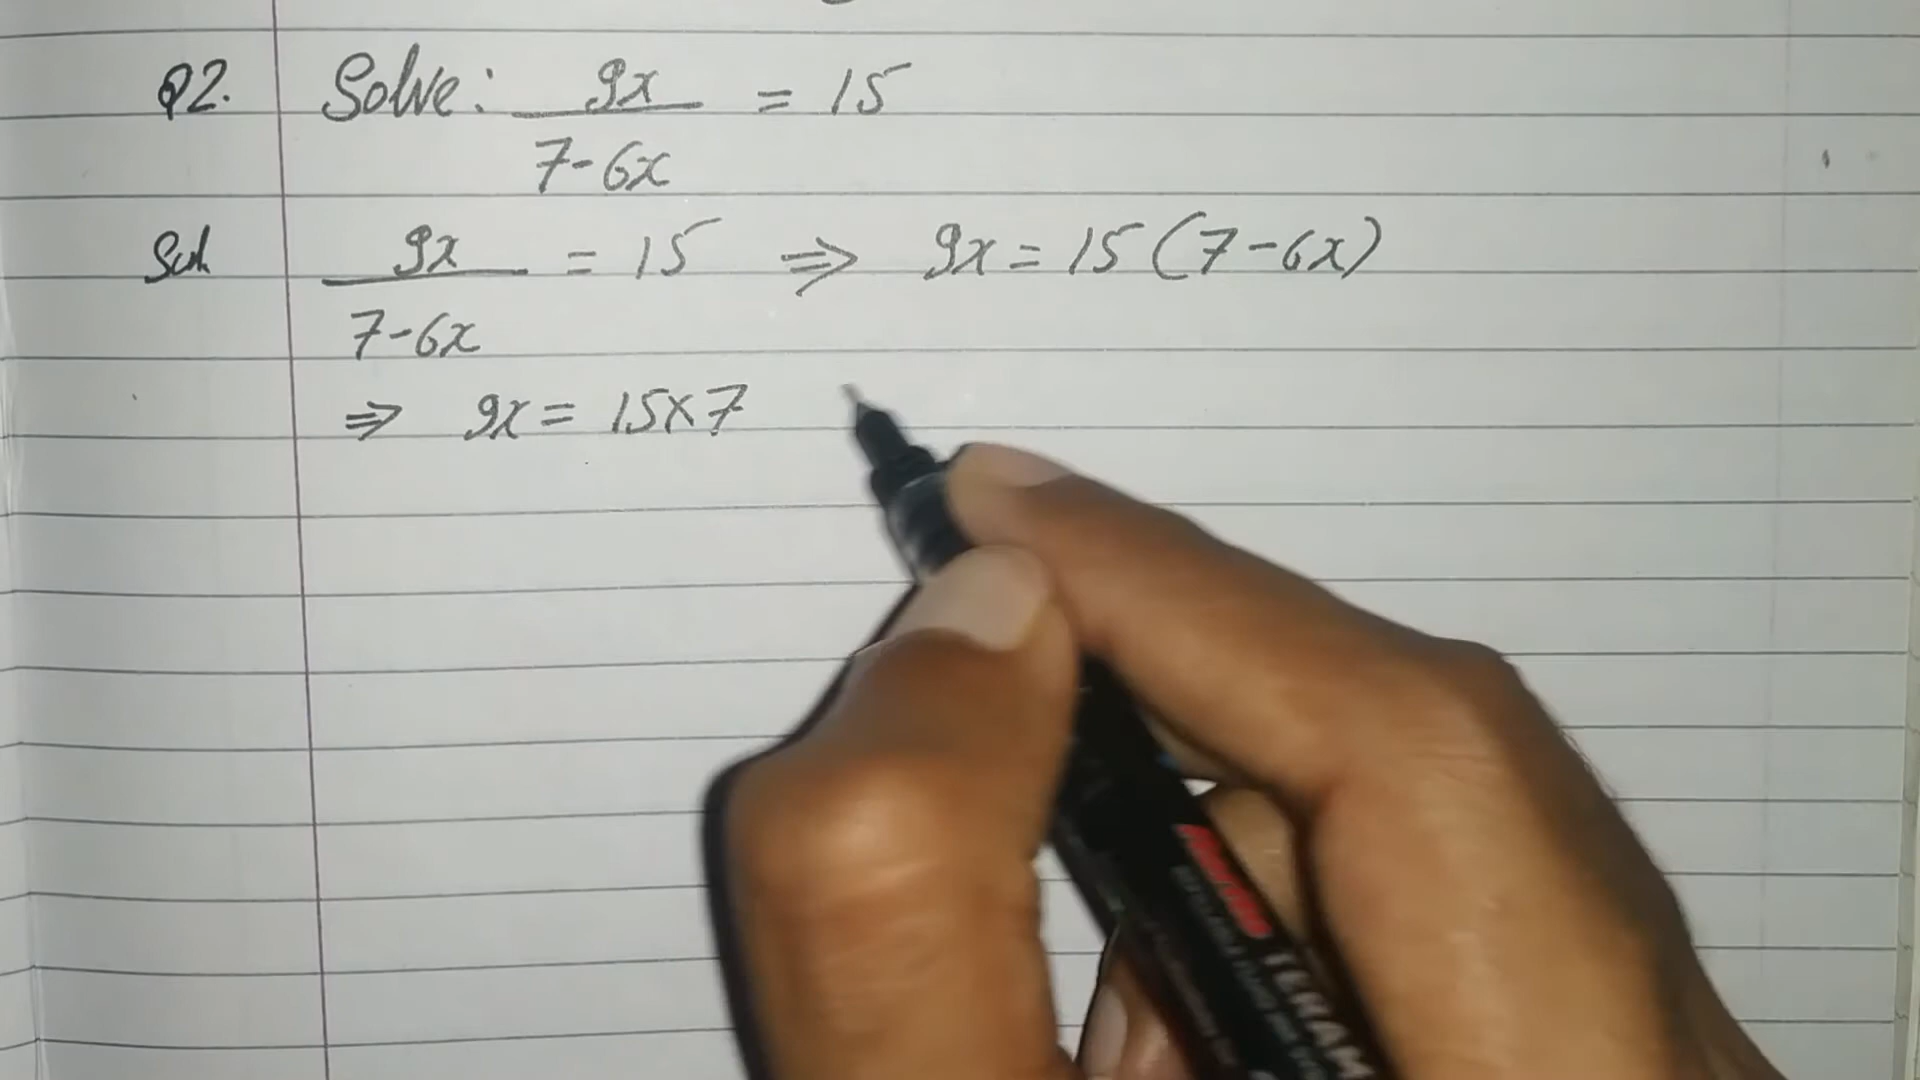 Q2. Solve: 9x / 7-6x = 15
Sol 9x / 7-6x = 15 ⇒ 9x = 15 (7-6x)
⇒ 9x = 15×7